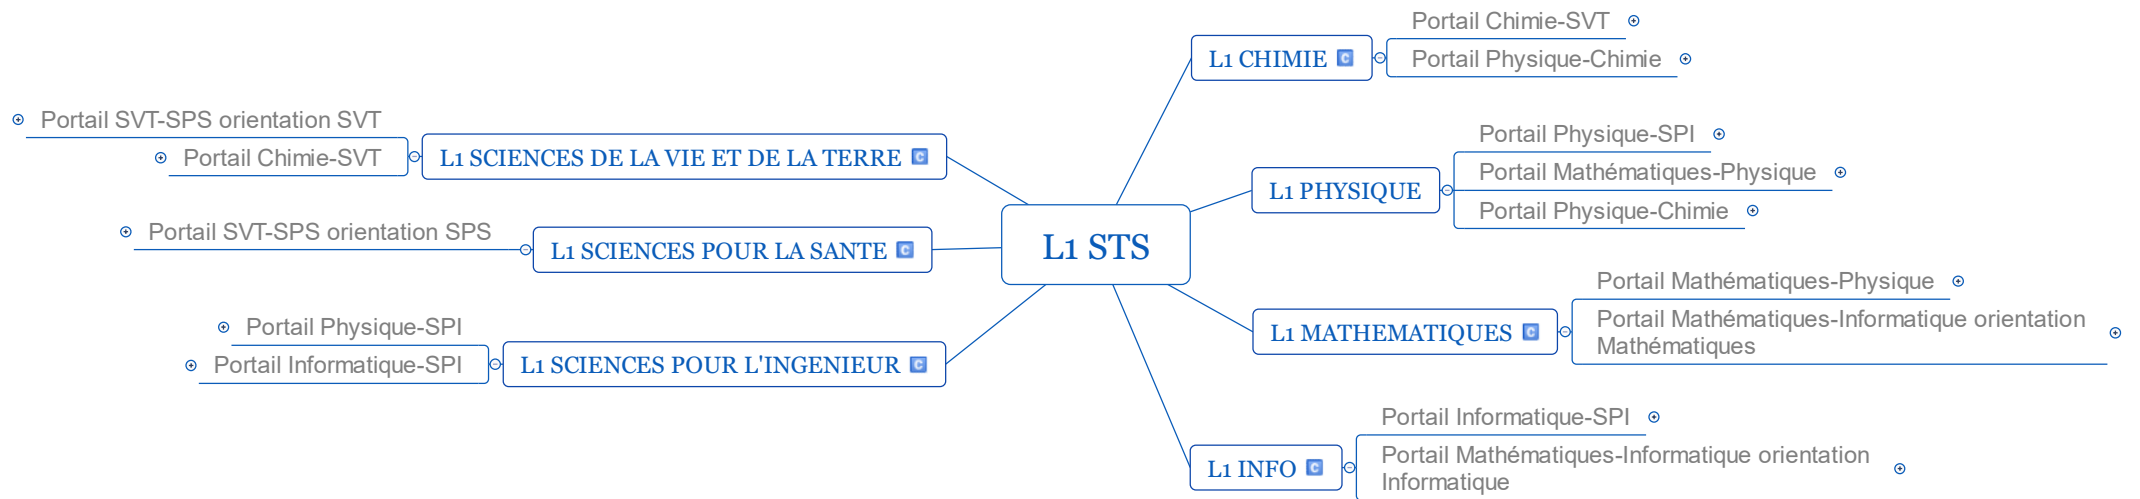 L1 STS
L1 CHIMIE
Portail Chimie-SVT
Portail Physique-Chimie
L1 PHYSIQUE
Portail Physique-SPI
Portail Mathématiques-Physique
Portail Physique-Chimie
L1 MATHEMATIQUES
Portail Mathématiques-Physique
Portail Mathématiques-Informatique orientation
Mathématiques
L1 INFO
Portail Informatique-SPI
Portail Mathématiques-Informatique orientation
Informatique
L1 SCIENCES DE LA VIE ET DE LA TERRE
Portail SVT-SPS orientation SVT
Portail Chimie-SVT
L1 SCIENCES POUR LA SANTE
Portail SVT-SPS orientation SPS
L1 SCIENCES POUR L'INGENIEUR
Portail Physique-SPI
Portail Informatique-SPI